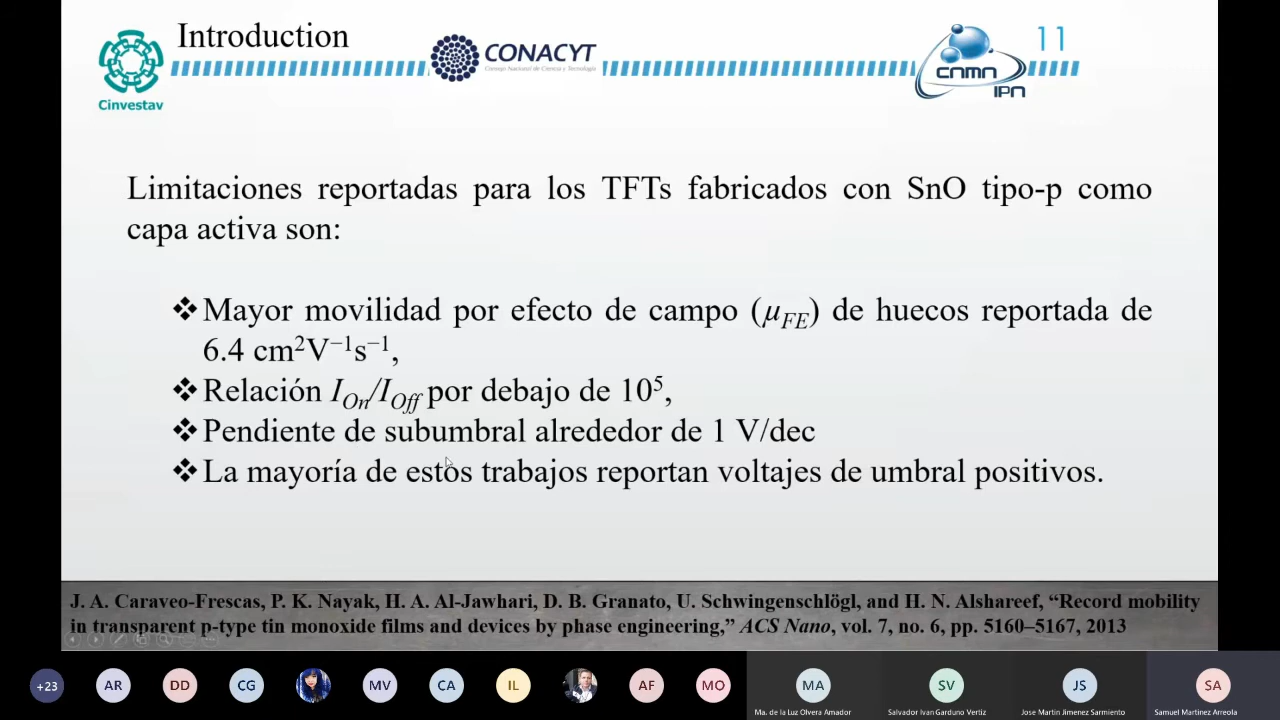 Introduction
CONACYT
Consejo Nacional de Ciencia y Tecnología
Cinvestav
CNMN
IPN
11
Limitaciones reportadas para los TFTs fabricados con SnO tipo-p como
capa activa son:
❖Mayor movilidad por efecto de campo (μFE) de huecos reportada de
6.4 cm²V⁻¹s⁻¹,
❖Relación IOn/IOff por debajo de 10⁵,
❖Pendiente de subumbral alrededor de 1 V/dec
❖La mayoría de estos trabajos reportan voltajes de umbral positivos.
J. A. Caraveo-Frescas, P. K. Nayak, H. A. Al-Jawhari, D. B. Granato, U. Schwingenschlögl, and H. N. Alshareef, “Record mobility
in transparent p-type tin monoxide films and devices by phase engineering,” ACS Nano, vol. 7, no. 6, pp. 5160–5167, 2013
+23 AR DD CG MV CA IL AF MO MA SV JS SA
Ma. de la Luz Olvera Amador Salvador Ivan Garduno Vertiz Jose Martin Jimenez Sarmiento Samuel Martinez Arreola